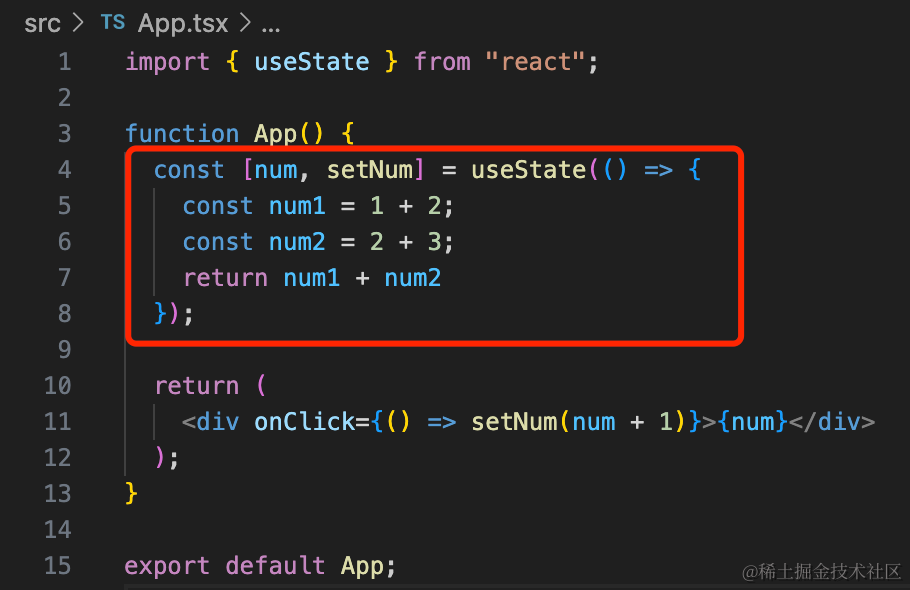 src > TS App.tsx > ...
1 import { useState } from "react";
2
3 function App() {
4 const [num, setNum] = useState(() => {
5 const num1 = 1 + 2;
6 const num2 = 2 + 3;
7 return num1 + num2
8 });
9
10 return (
11 <div onClick={() => setNum(num + 1)}>{num}</div>
12 );
13 }
14
15 export default App;
@稀土掘金技术社区